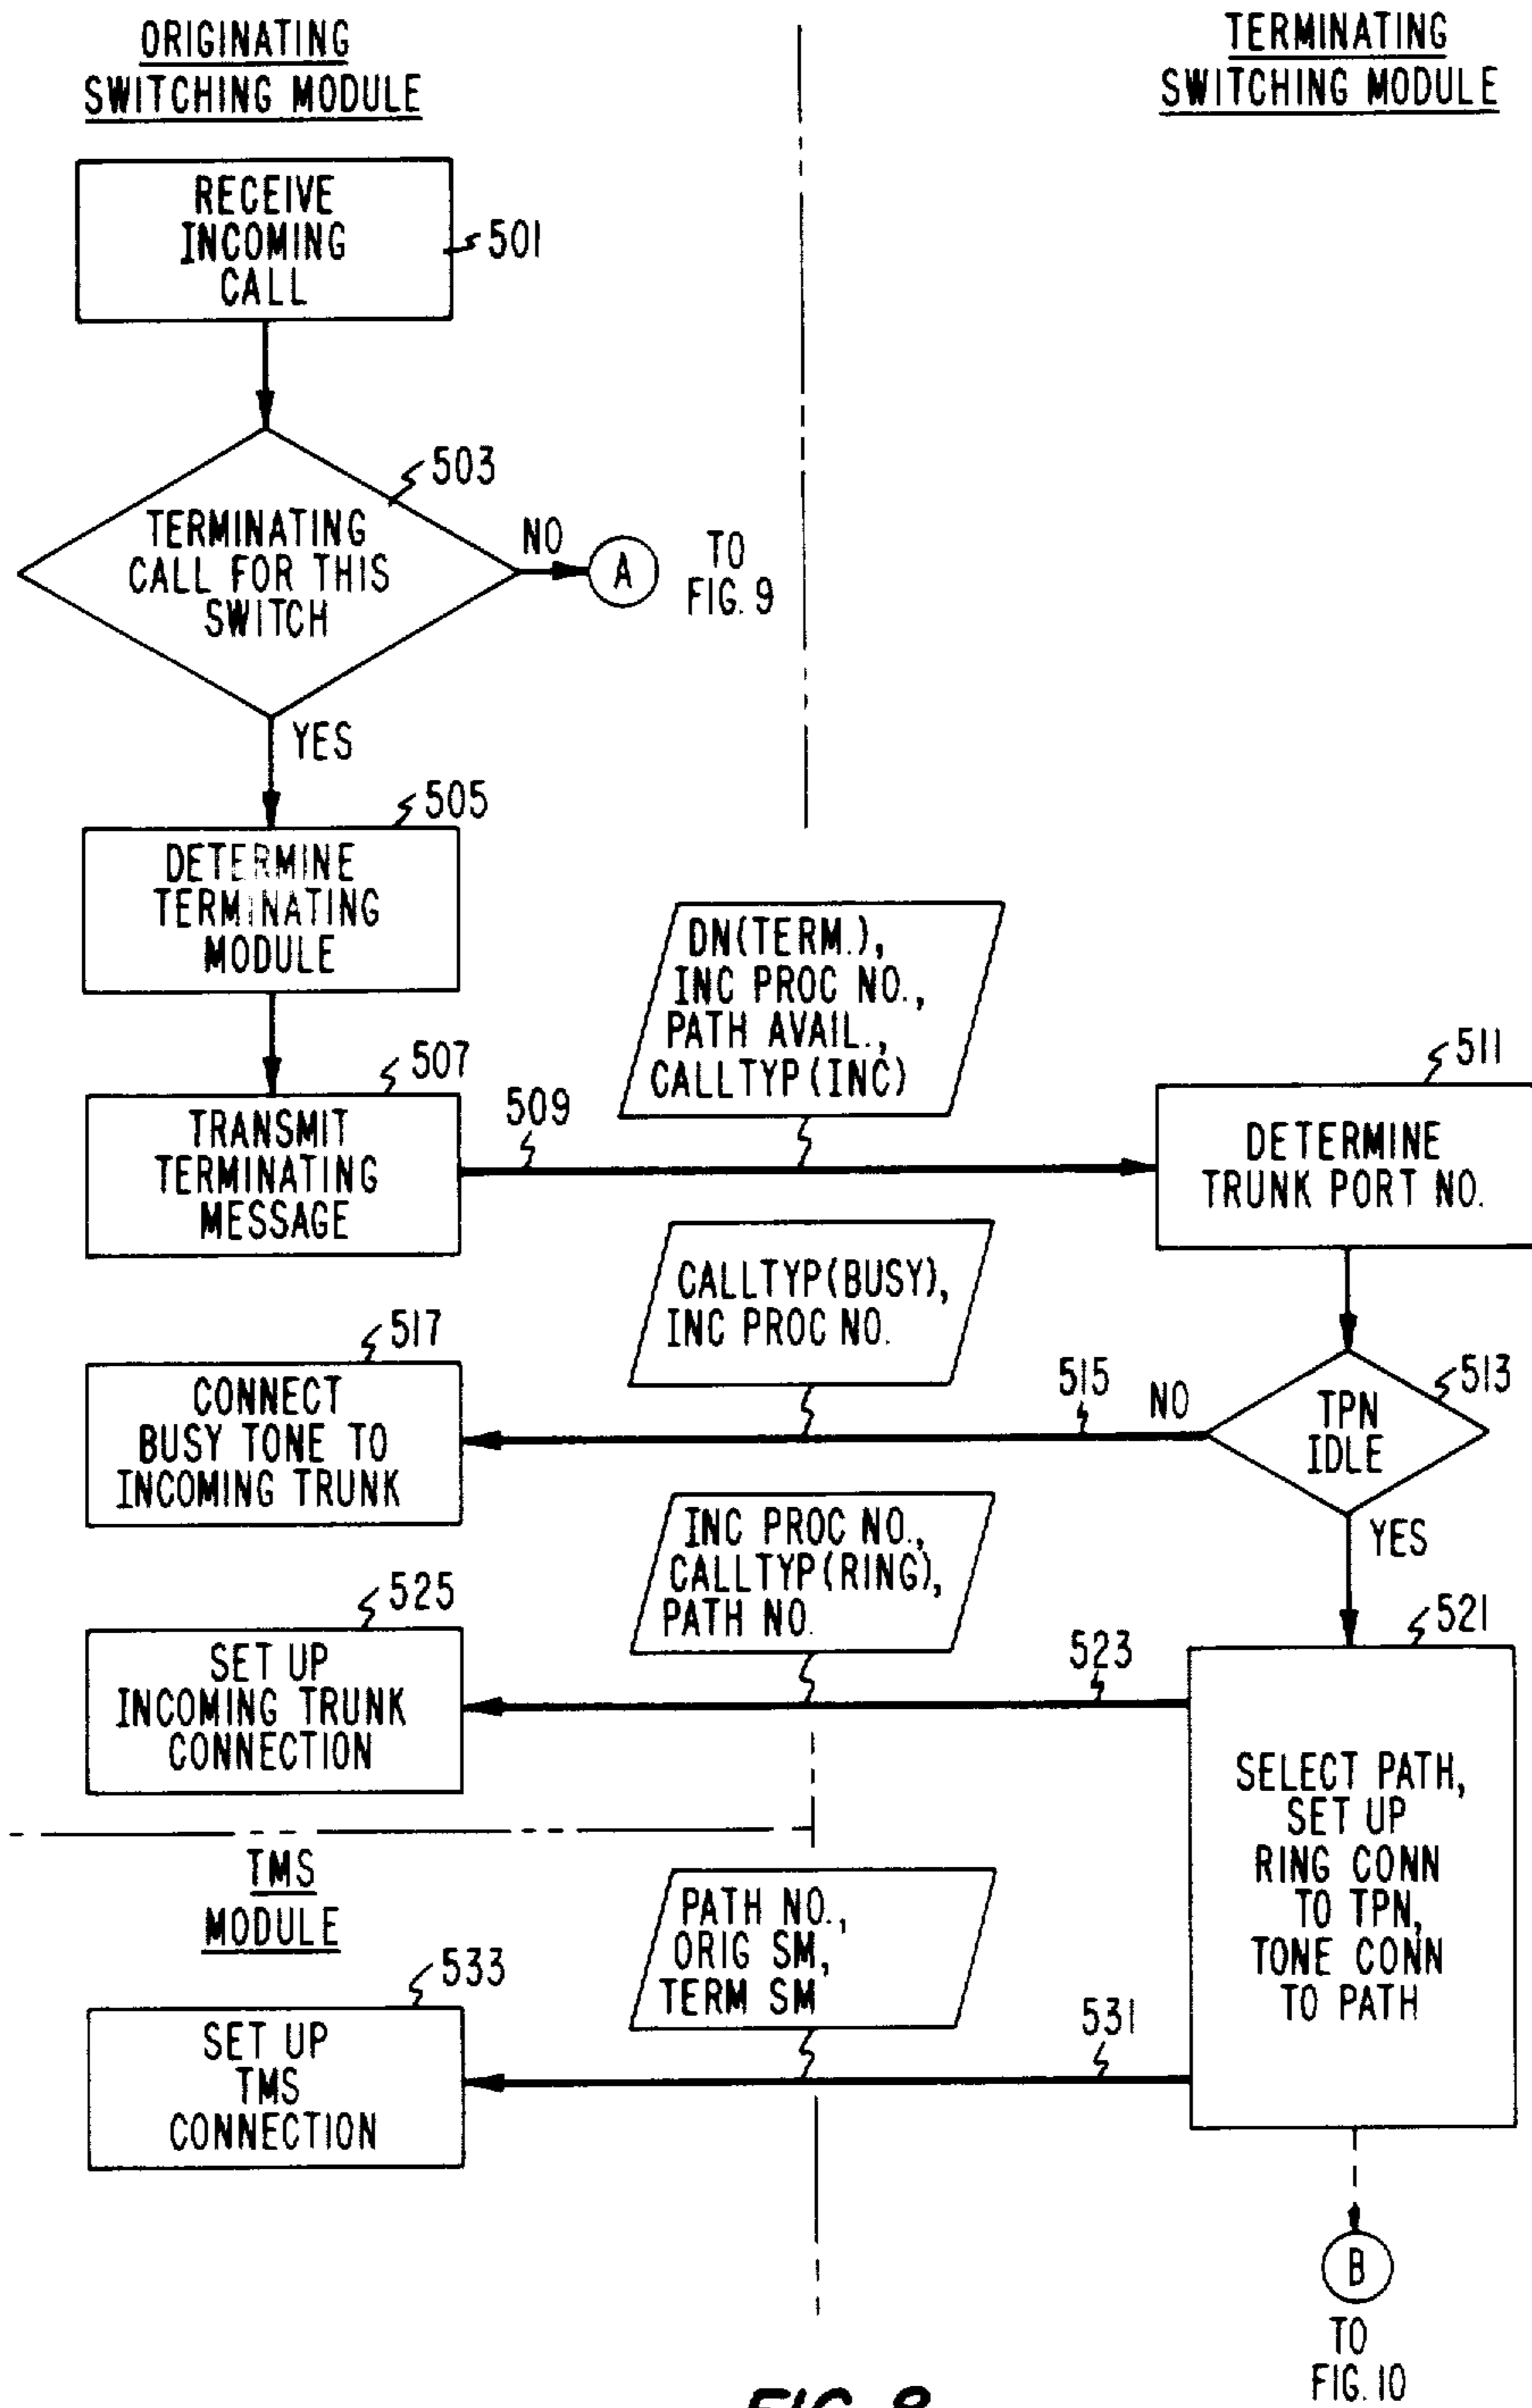 ORIGINATING
SWITCHING MODULE
TERMINATING
SWITCHING MODULE
RECEIVE
INCOMING
CALL
501
503
TERMINATING
CALL FOR THIS
SWITCH
NO
A
TO
FIG. 9
YES
505
DETERMINE
TERMINATING
MODULE
DN(TERM.),
INC PROC NO.,
PATH AVAIL.,
CALLTYP(INC)
507
TRANSMIT
TERMINATING
MESSAGE
509
511
DETERMINE
TRUNK PORT NO.
CALLTYP(BUSY),
INC PROC NO.
513
TPN
IDLE
NO
515
517
CONNECT
BUSY TONE TO
INCOMING TRUNK
YES
INC PROC NO.,
CALLTYP(RING),
PATH NO.
521
523
525
SET UP
INCOMING TRUNK
CONNECTION
SELECT PATH,
SET UP
RING CONN
TO TPN,
TONE CONN
TO PATH
TMS
MODULE
PATH NO.,
ORIG SM,
TERM SM
531
533
SET UP
TMS
CONNECTION
B
TO
FIG. 10
FIG. 8